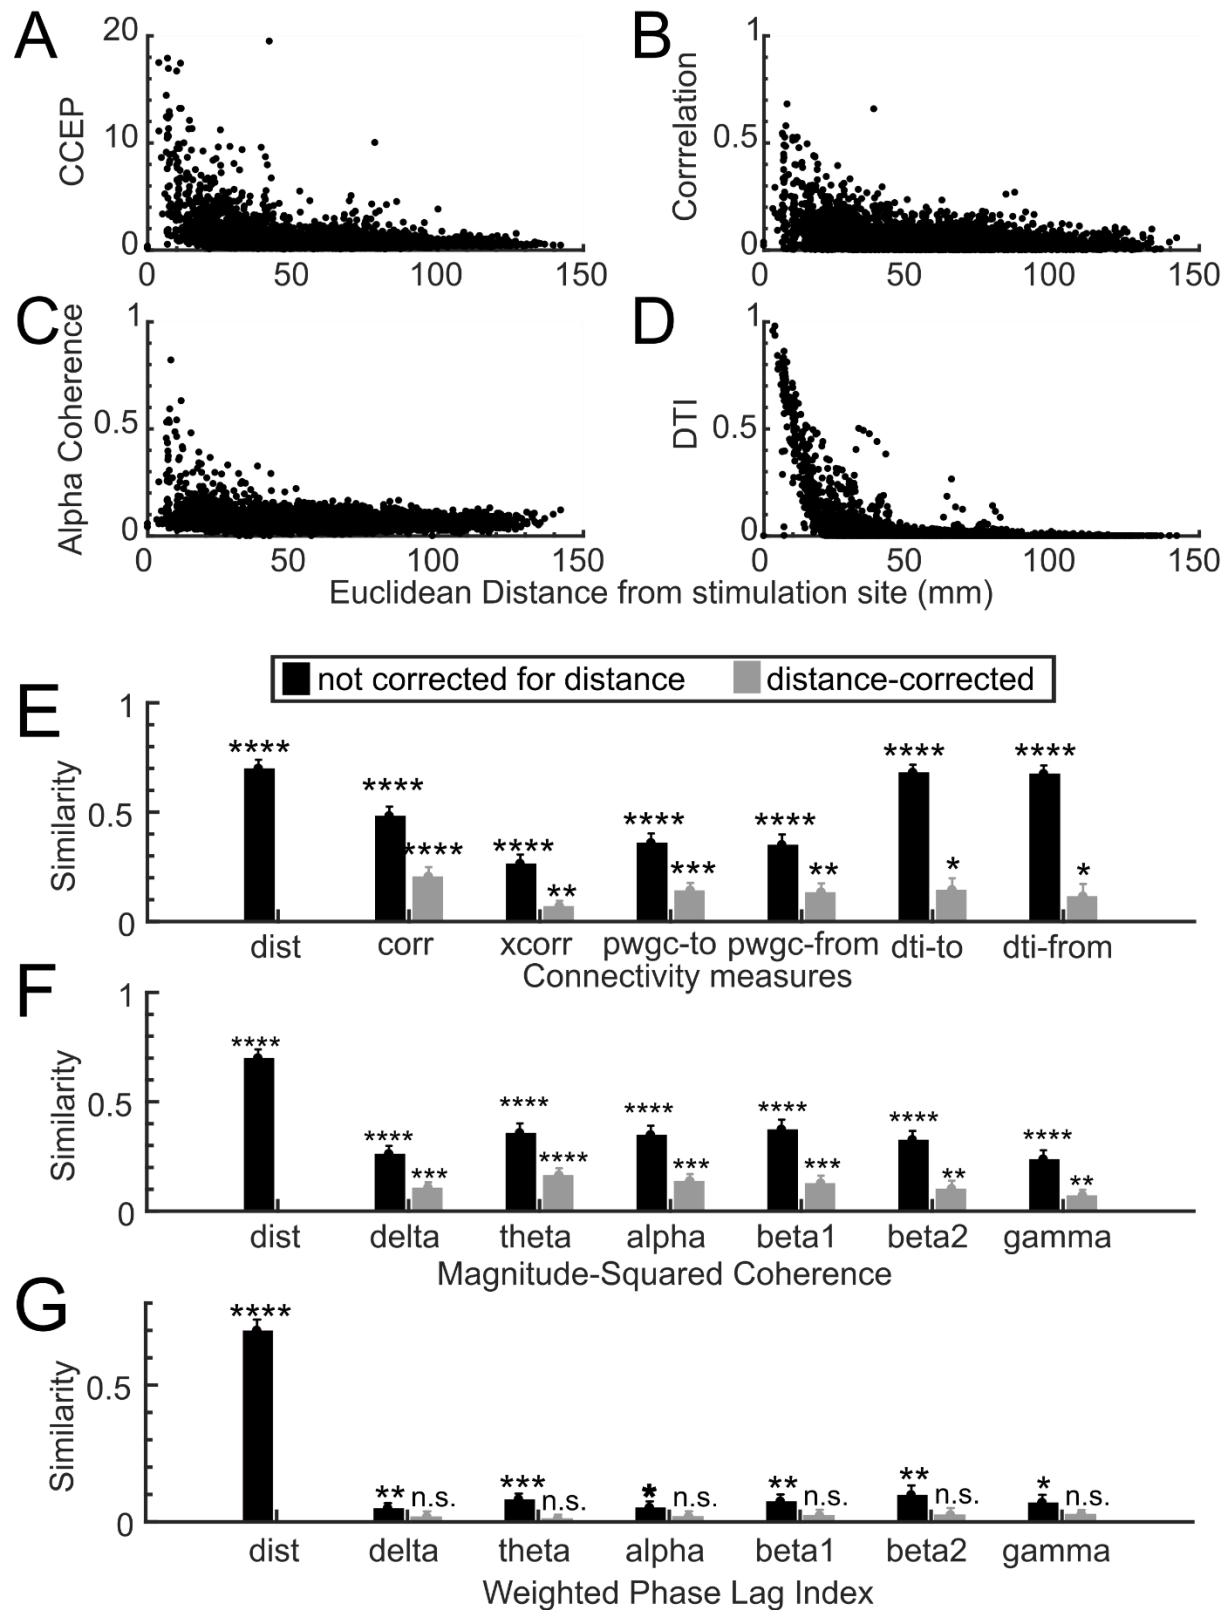 A
20
10
0
CCEP
0 50 100 150
B
1
0.5
0
Corrrelation
0 50 100 150
C
1
0.5
0
Alpha Coherence
0 50 100 150
D
1
0.5
0
DTI
0 50 100 150
Euclidean Distance from stimulation site (mm)
not corrected for distance distance-corrected
E
1
0.5
0
Similarity
**** **** **** **** *** **** **** ** **** ** **** * **** *
dist corr xcorr pwgc-to pwgc-from dti-to dti-from
Connectivity measures
F
1
0.5
0
Similarity
**** **** *** **** **** **** *** **** *** **** ** **** **
dist delta theta alpha beta1 beta2 gamma
Magnitude-Squared Coherence
G
0.5
0
Similarity
**** ** n.s. *** n.s. * n.s. ** n.s. ** n.s. * n.s.
dist delta theta alpha beta1 beta2 gamma
Weighted Phase Lag Index